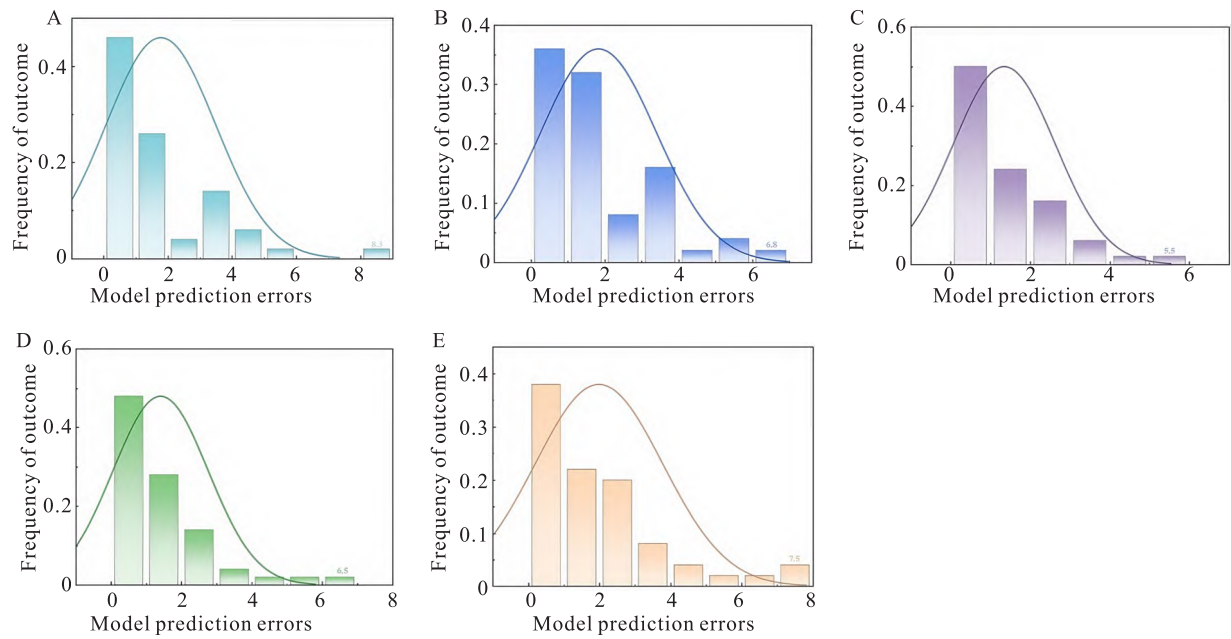 A
Frequency of outcome
0.4
0.2
0
8.3
0 2 4 6 8
Model prediction errors
B
Frequency of outcome
0.4
0.3
0.2
0.1
0
6.8
0 2 4 6
Model prediction errors
C
Frequency of outcome
0.6
0.4
0.2
0
5.5
0 2 4 6
Model prediction errors
D
Frequency of outcome
0.6
0.4
0.2
0
6.5
0 2 4 6 8
Model prediction errors
E
Frequency of outcome
0.4
0.3
0.2
0.1
0
7.5
0 2 4 6 8
Model prediction errors